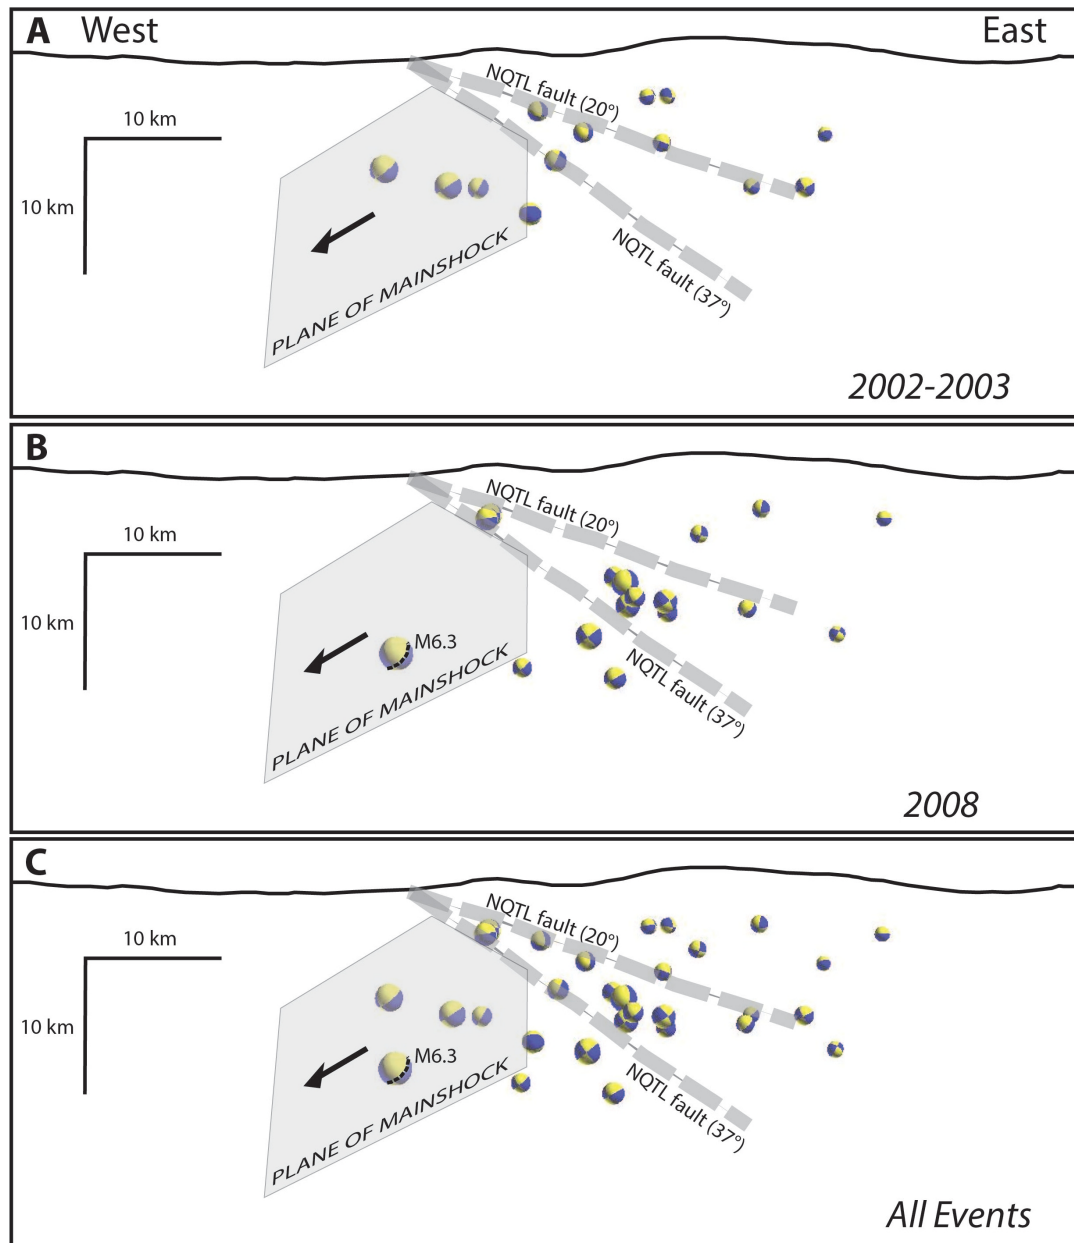 A West East
NQTL fault (20°)
10 km
10 km
NQTL fault (37°)
PLANE OF MAINSHOCK
2002-2003
B
NQTL fault (20°)
10 km
10 km
M6.3
NQTL fault (37°)
PLANE OF MAINSHOCK
2008
C
NQTL fault (20°)
10 km
10 km
M6.3
NQTL fault (37°)
PLANE OF MAINSHOCK
All Events